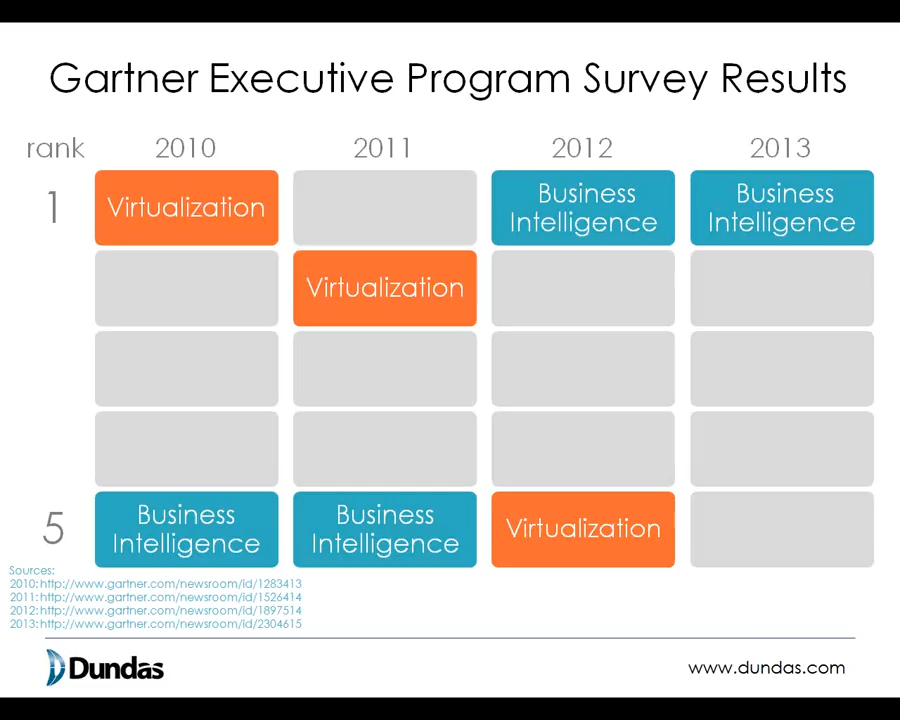 Gartner Executive Program Survey Results
rank 2010 2011 2012 2013
1 Virtualization Business Intelligence Business Intelligence
Virtualization
5 Business Intelligence Business Intelligence Virtualization
Sources:
2010: http://www.gartner.com/newsroom/id/1283413
2011: http://www.gartner.com/newsroom/id/1526414
2012: http://www.gartner.com/newsroom/id/1897514
2013: http://www.gartner.com/newsroom/id/2304615
Dundas www.dundas.com